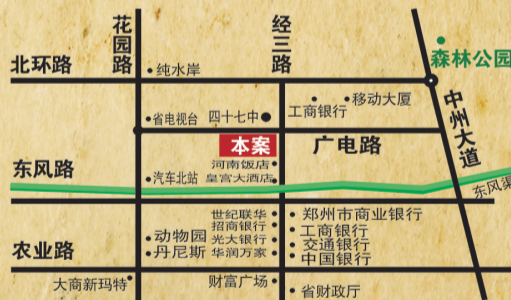 花园路
经三路
森林公园
北环路
纯水岸
移动大厦
工商银行
中州大道
省电视台
四十七中
本案
广电路
河南饭店
东风路
汽车北站
皇宫大酒店
东风渠
世纪联华
郑州市商业银行
招商银行
工商银行
动物园
光大银行
交通银行
农业路
丹尼斯
华润万家
中国银行
大商新玛特
财富广场
省财政厅